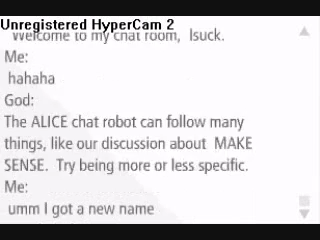 Unregistered HyperCam 2
Welcome to my chat room, Isuck.
Me:
hahaha
God:
The ALICE chat robot can follow many
things, like our discussion about MAKE
SENSE. Try being more or less specific.
Me:
umm I got a new name